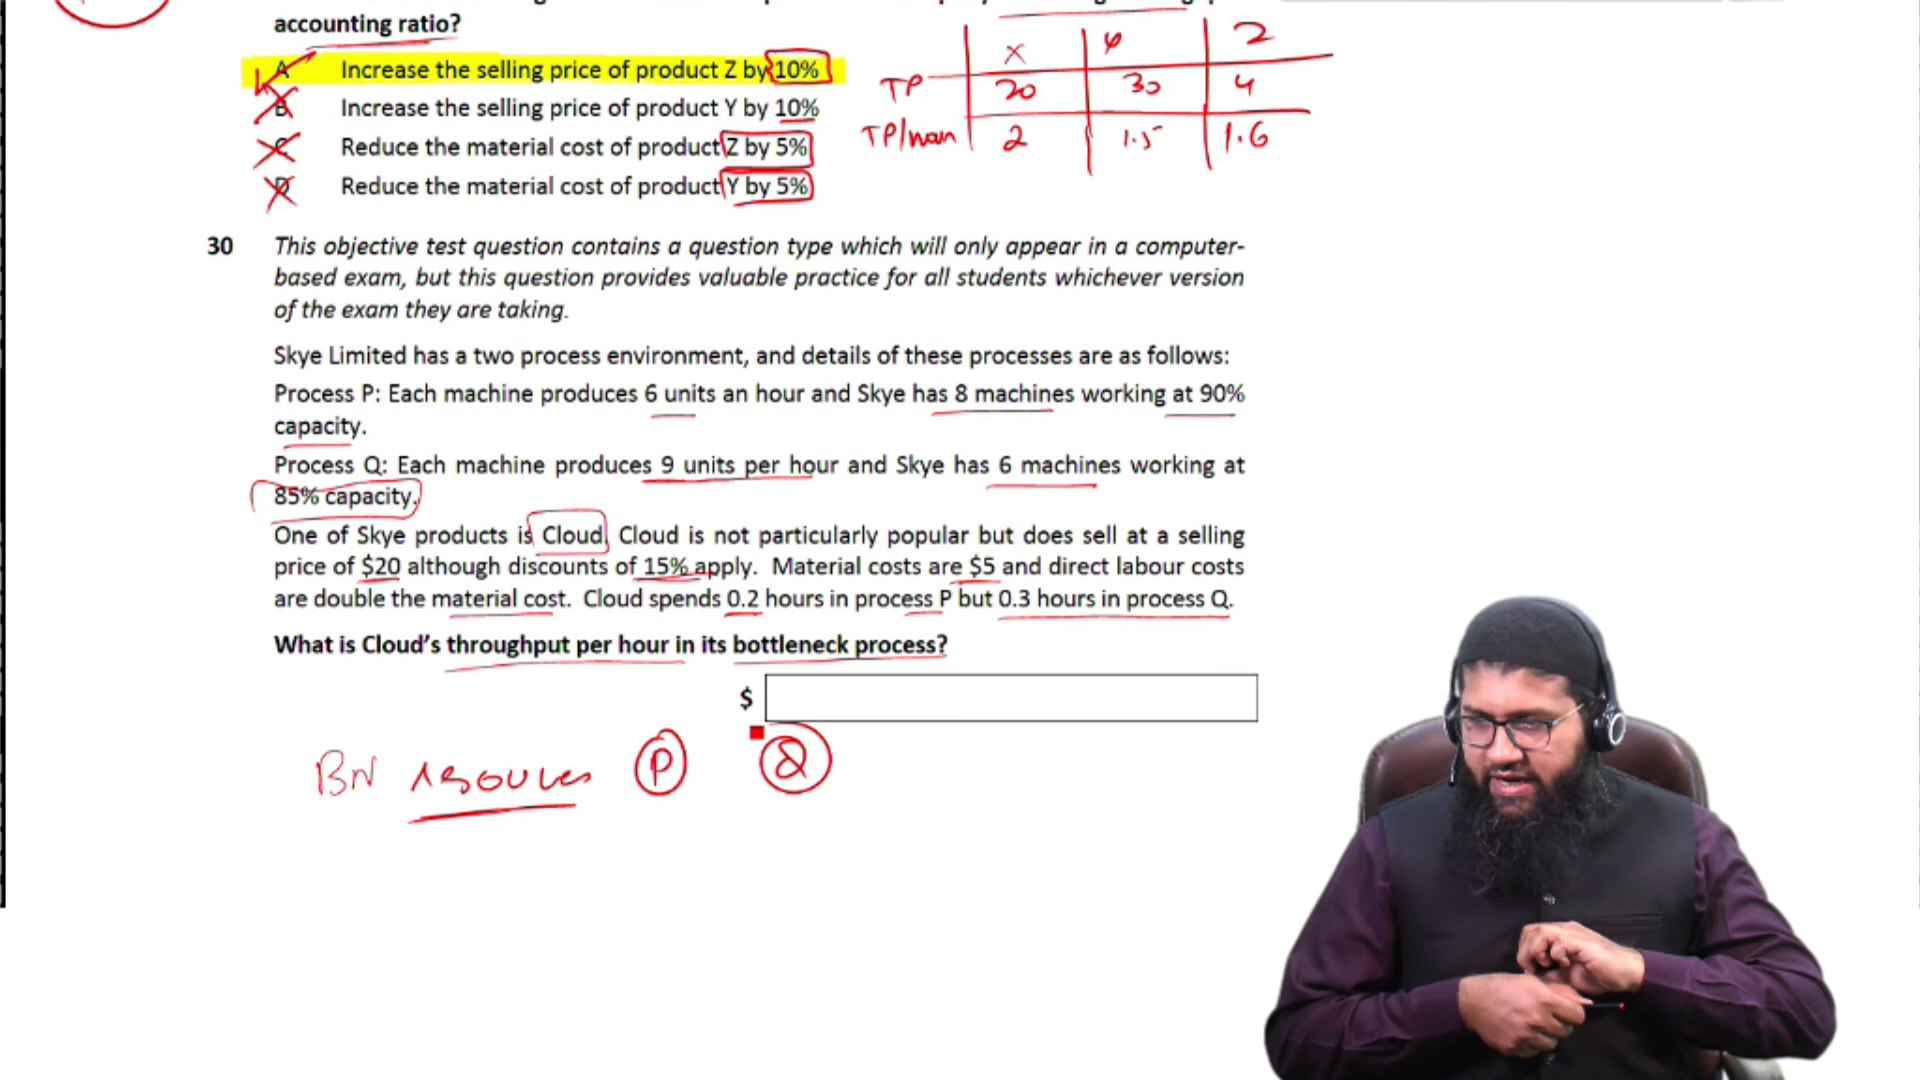 accounting ratio?
A Increase the selling price of product Z by 10%
B Increase the selling price of product Y by 10%
C Reduce the material cost of product Z by 5%
D Reduce the material cost of product Y by 5%
X Y Z
TP 20 30 4
TP/ 2 1.5 1.6
30 This objective test question contains a question type which will only appear in a computer-
based exam, but this question provides valuable practice for all students whichever version
of the exam they are taking.
Skye Limited has a two process environment, and details of these processes are as follows:
Process P: Each machine produces 6 units an hour and Skye has 8 machines working at 90%
capacity.
Process Q: Each machine produces 9 units per hour and Skye has 6 machines working at
85% capacity.
One of Skye products is Cloud. Cloud is not particularly popular but does sell at a selling
price of $20 although discounts of 15% apply. Material costs are $5 and direct labour costs
are double the material cost. Cloud spends 0.2 hours in process P but 0.3 hours in process Q.
What is Cloud's throughput per hour in its bottleneck process?
$
BN P Q